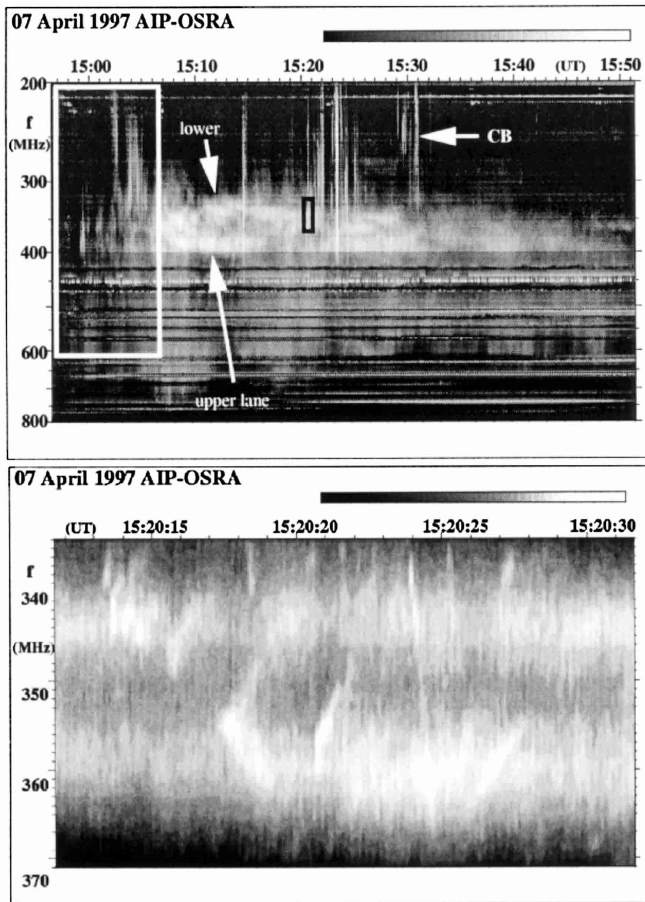 07 April 1997 AIP-OSRA
15:00 15:10 15:20 15:30 15:40 (UT) 15:50
200
f
(MHz)
lower
CB
300
400
600
upper lane
800
07 April 1997 AIP-OSRA
(UT) 15:20:15 15:20:20 15:20:25 15:20:30
f
340
(MHz)
350
360
370